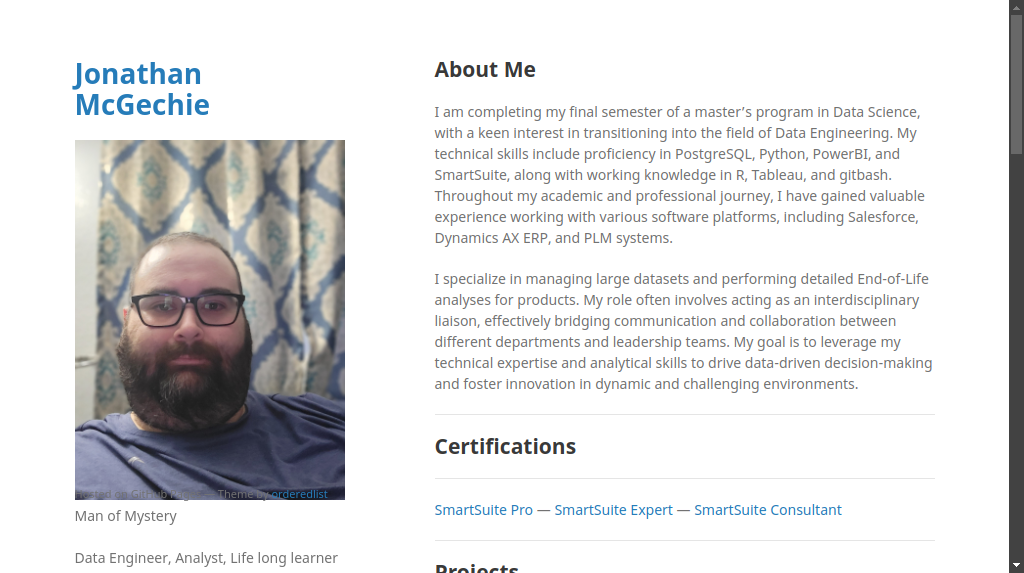 Jonathan
McGechie
Hosted on GitHub Pages — Theme by orderedlist
Man of Mystery
Data Engineer, Analyst, Life long learner
About Me
I am completing my final semester of a master’s program in Data Science,
with a keen interest in transitioning into the field of Data Engineering. My
technical skills include proficiency in PostgreSQL, Python, PowerBI, and
SmartSuite, along with working knowledge in R, Tableau, and gitbash.
Throughout my academic and professional journey, I have gained valuable
experience working with various software platforms, including Salesforce,
Dynamics AX ERP, and PLM systems.
I specialize in managing large datasets and performing detailed End-of-Life
analyses for products. My role often involves acting as an interdisciplinary
liaison, effectively bridging communication and collaboration between
different departments and leadership teams. My goal is to leverage my
technical expertise and analytical skills to drive data-driven decision-making
and foster innovation in dynamic and challenging environments.
Certifications
SmartSuite Pro — SmartSuite Expert — SmartSuite Consultant
Projects